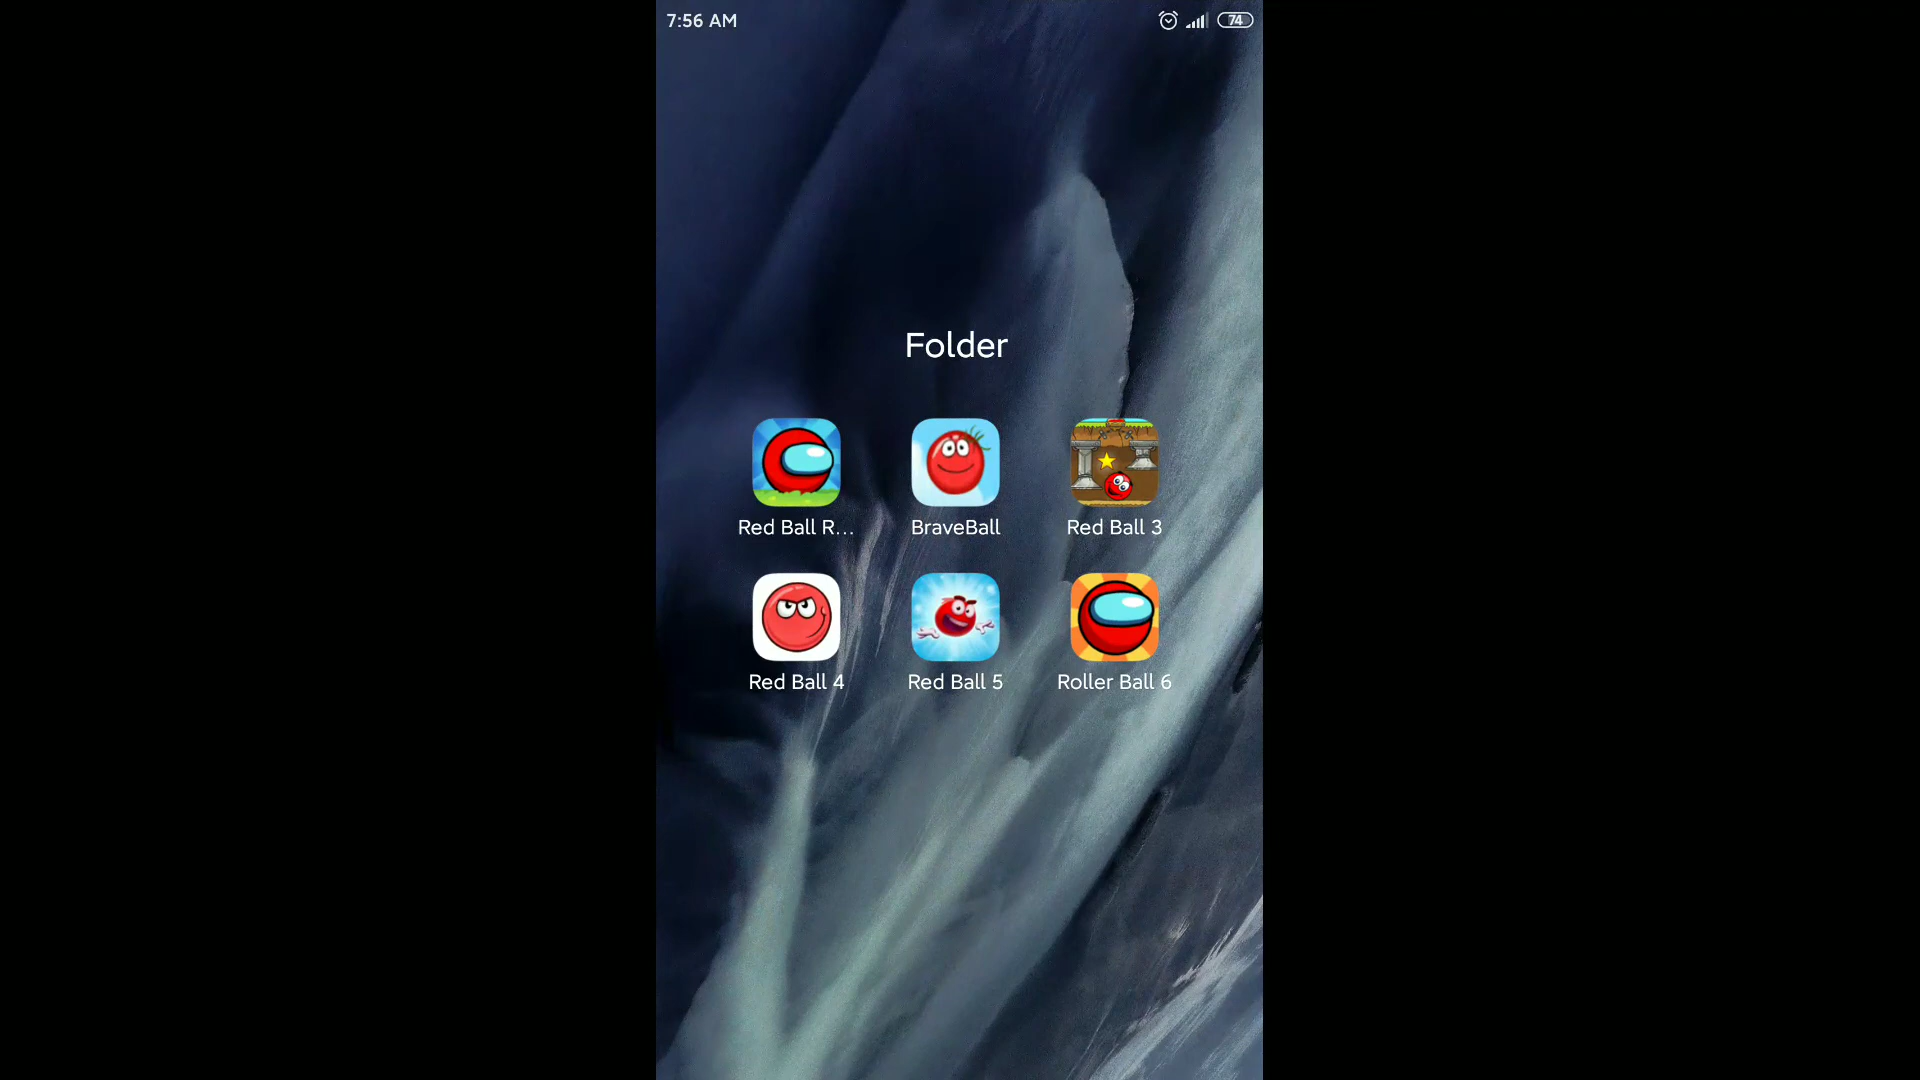 7:56 AM
74
Folder
Red Ball R...
BraveBall
Red Ball 3
Red Ball 4
Red Ball 5
Roller Ball 6